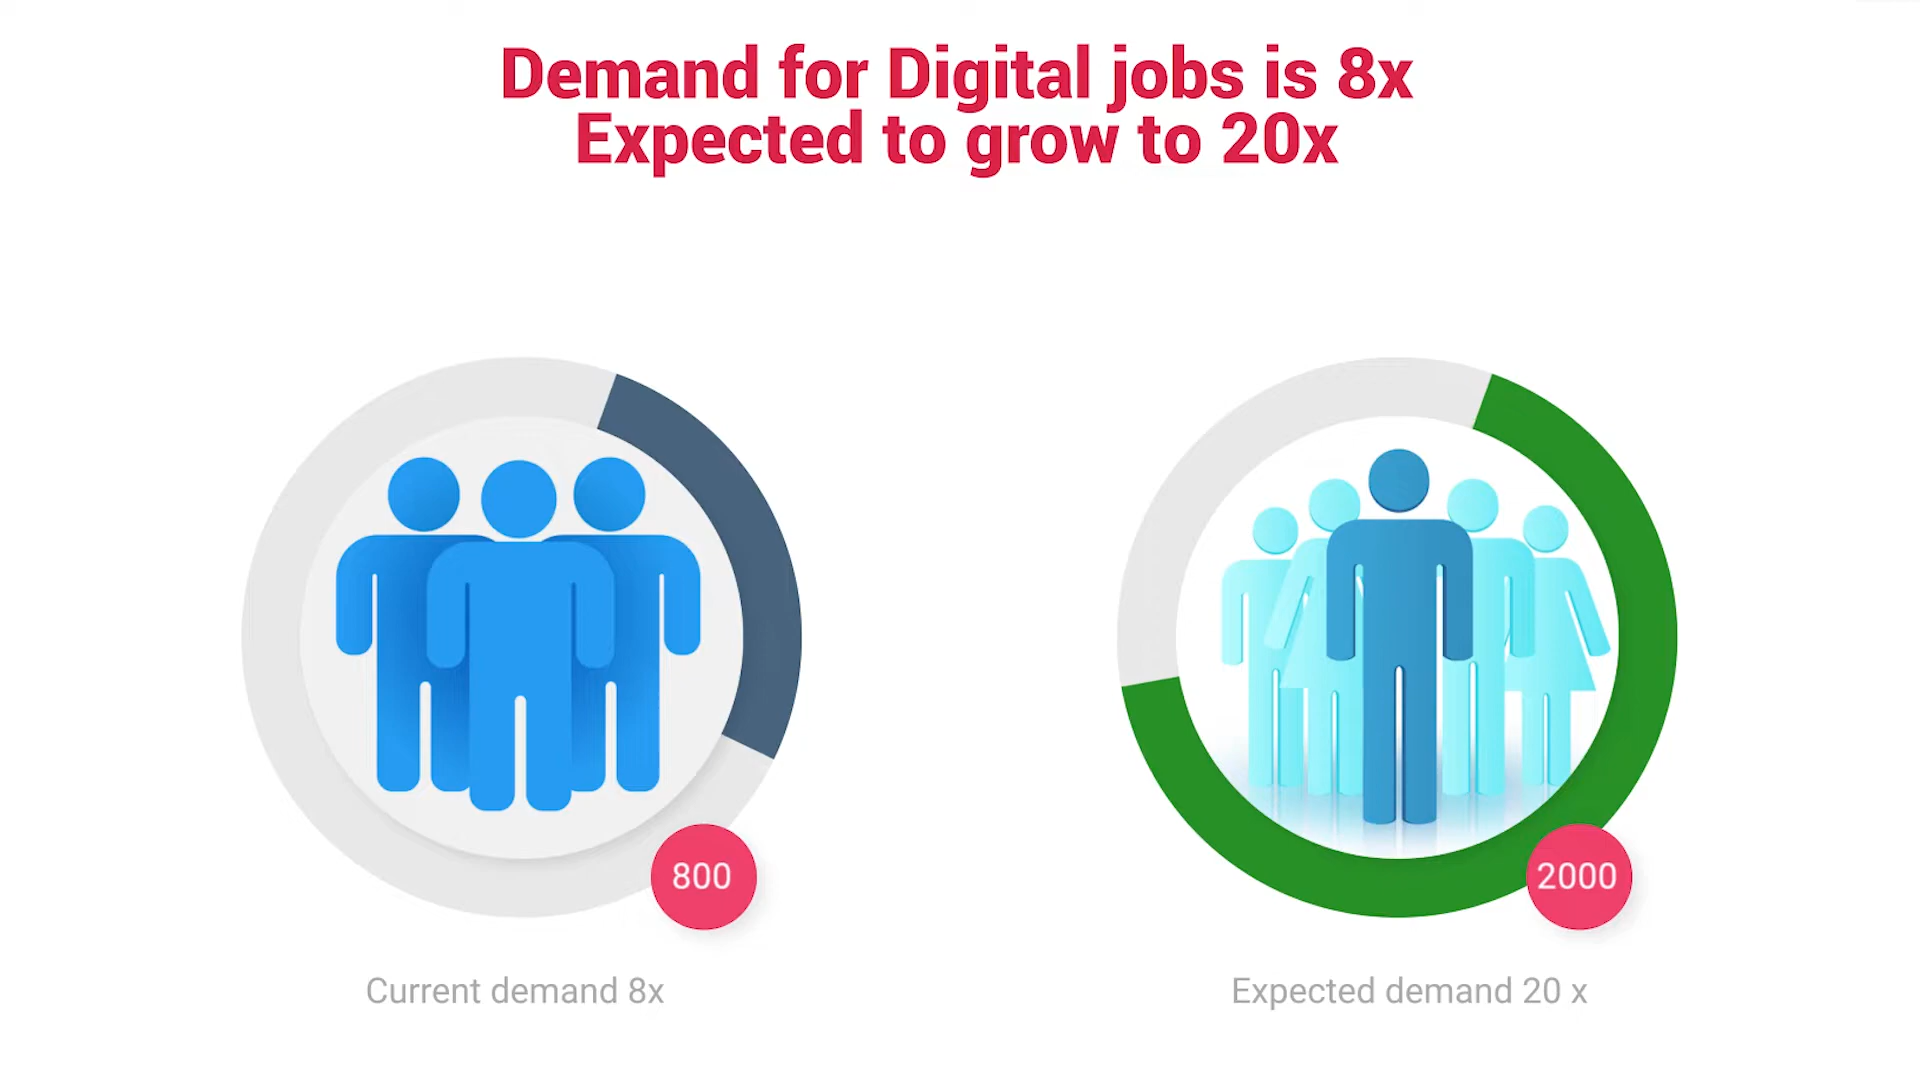 Demand for Digital jobs is 8x
Expected to grow to 20x
800
2000
Current demand 8x
Expected demand 20 x